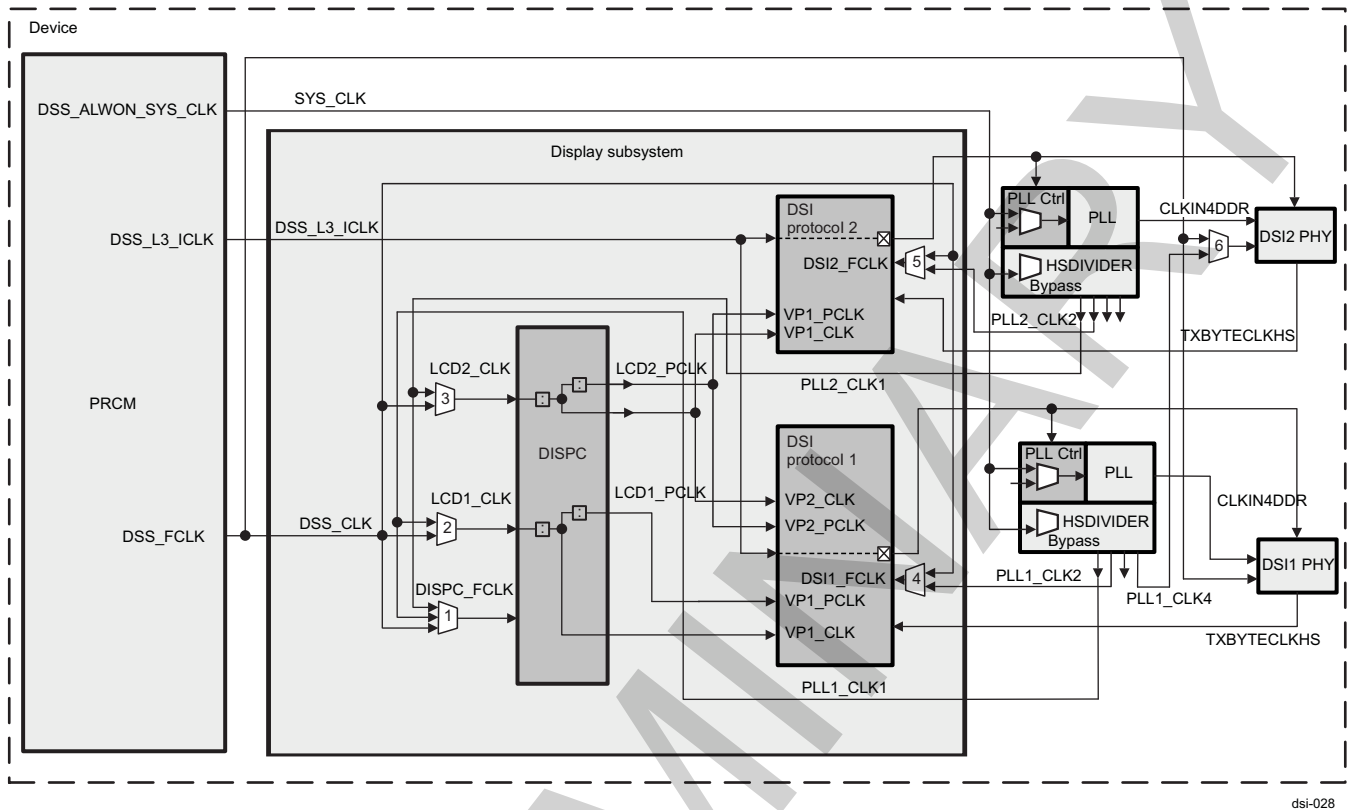 Device
DSS_ALWON_SYS_CLK
SYS_CLK
Display subsystem
DSS_L3_ICLK
DSS_L3_ICLK
PRCM
DSS_FCLK
DSS_CLK
LCD2_CLK
3
LCD1_CLK
2
DISPC_FCLK
1
:
:
:
:
DISPC
LCD2_PCLK
LCD1_PCLK
DSI
protocol 2
DSI2_FCLK
5
VP1_PCLK
VP1_CLK
PLL2_CLK1
DSI
protocol 1
VP2_CLK
VP2_PCLK
DSI1_FCLK
4
VP1_PCLK
VP1_CLK
PLL1_CLK1
PLL Ctrl
PLL
HSDIVIDER
Bypass
PLL2_CLK2
CLKIN4DDR
6
DSI2 PHY
TXBYTECLKHS
PLL Ctrl
PLL
HSDIVIDER
Bypass
PLL1_CLK2
PLL1_CLK4
CLKIN4DDR
DSI1 PHY
TXBYTECLKHS
dsi-028
MINARY